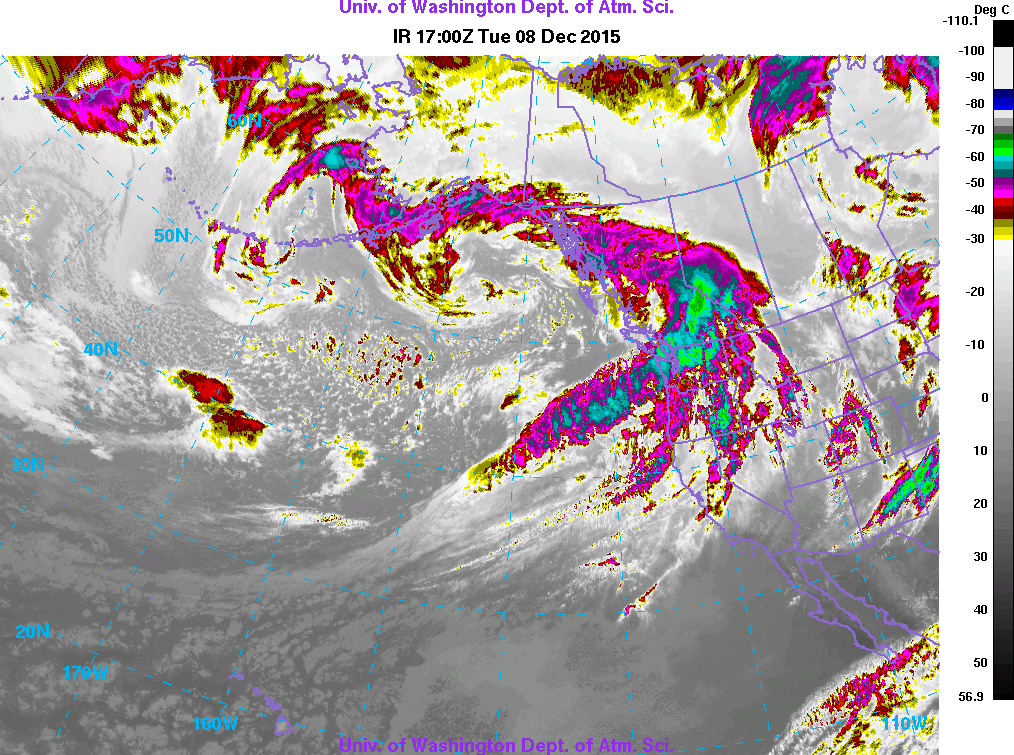 Univ. of Washington Dept. of Atm. Sci.
Deg C
IR 17:00Z Tue 08 Dec 2015
-110.1
-100
-90
-80
-70
-60
-50
-40
-30
-20
-10
0
10
20
30
40
50
56.9
60N
50N
40N
30N
20N
170W
160W
110W
Univ. of Washington Dept. of Atm. Sci.